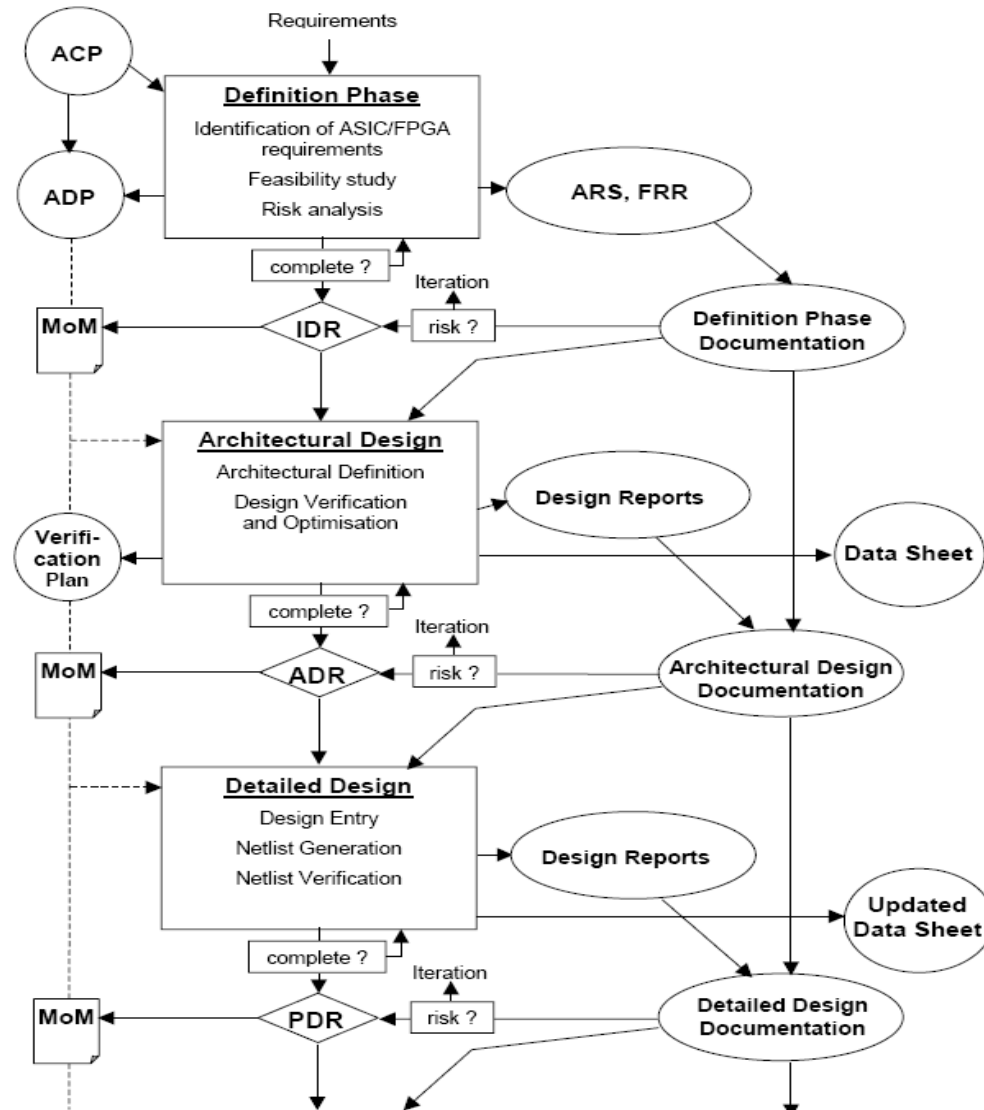 Requirements
ACP
Definition Phase
Identification of ASIC/FPGA
requirements
Feasibility study
Risk analysis
ADP
ARS, FRR
complete ?
Iteration
MoM
IDR
risk ?
Definition Phase
Documentation
Architectural Design
Architectural Definition
Design Verification
and Optimisation
Design Reports
Verifi-
cation
Plan
Data Sheet
complete ?
Iteration
MoM
ADR
risk ?
Architectural Design
Documentation
Detailed Design
Design Entry
Netlist Generation
Netlist Verification
Design Reports
Updated
Data Sheet
complete ?
Iteration
MoM
PDR
risk ?
Detailed Design
Documentation